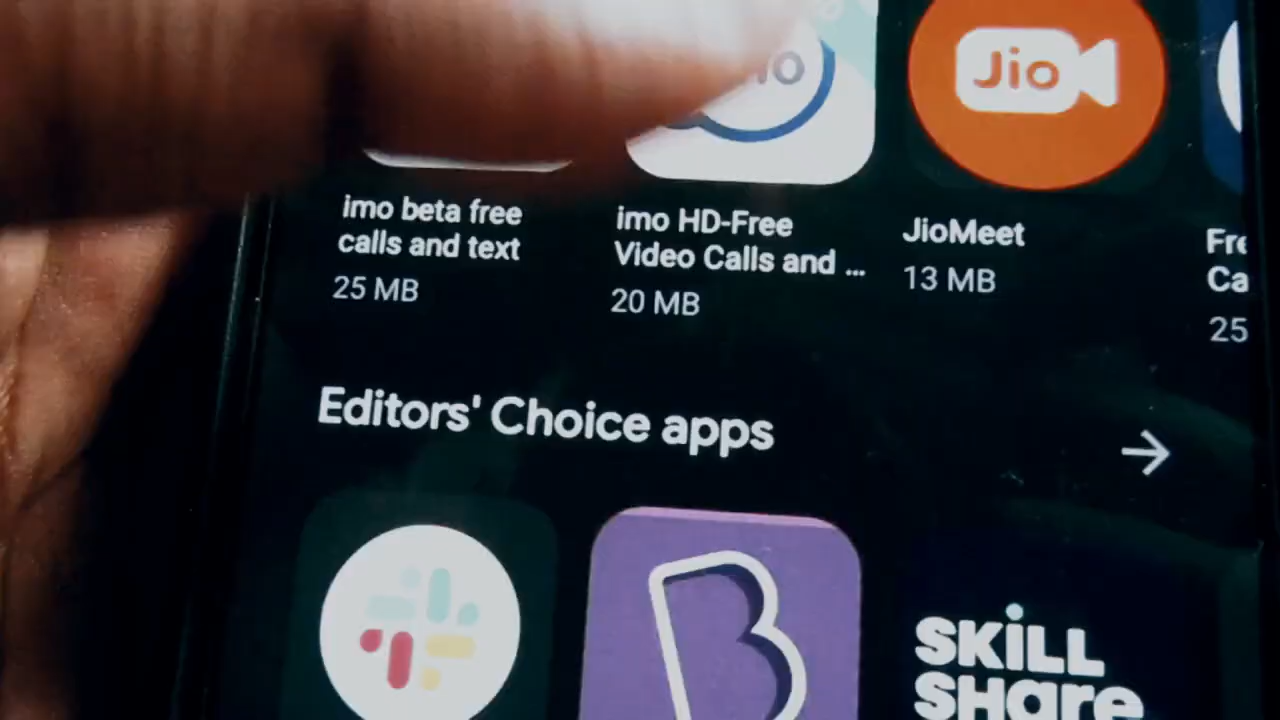 Jio
imo beta free
calls and text
25 MB
imo HD-Free
Video Calls and ...
20 MB
JioMeet
13 MB
25
Editors' Choice apps
B
SKiLL
SHare